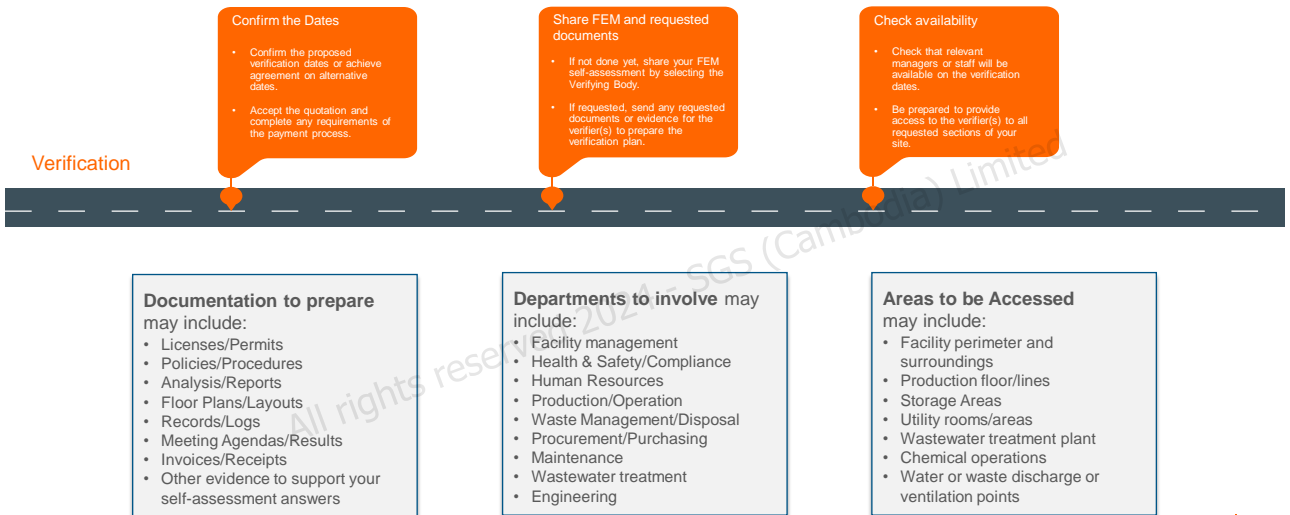 Confirm the Dates
• Confirm the proposed
verification dates or achieve
agreement on alternative
dates.
• Accept the quotation and
complete any requirements of
the payment process.
Share FEM and requested
documents
• If not done yet, share your FEM
self-assessment by selecting the
Verifying Body.
• If requested, send any requested
documents or evidence for the
verifier(s) to prepare the
verification plan.
Check availability
• Check that relevant
managers or staff will be
available on the verification
dates.
• Be prepared to provide
access to the verifier(s) to all
requested sections of your
site.
Verification
All rights reserved 2024 - SGS (Cambodia) Limited
Documentation to prepare
may include:
• Licenses/Permits
• Policies/Procedures
• Analysis/Reports
• Floor Plans/Layouts
• Records/Logs
• Meeting Agendas/Results
• Invoices/Receipts
• Other evidence to support your
self-assessment answers
Departments to involve may
include:
• Facility management
• Health & Safety/Compliance
• Human Resources
• Production/Operation
• Waste Management/Disposal
• Procurement/Purchasing
• Maintenance
• Wastewater treatment
• Engineering
Areas to be Accessed
may include:
• Facility perimeter and
surroundings
• Production floor/lines
• Storage Areas
• Utility rooms/areas
• Wastewater treatment plant
• Chemical operations
• Water or waste discharge or
ventilation points